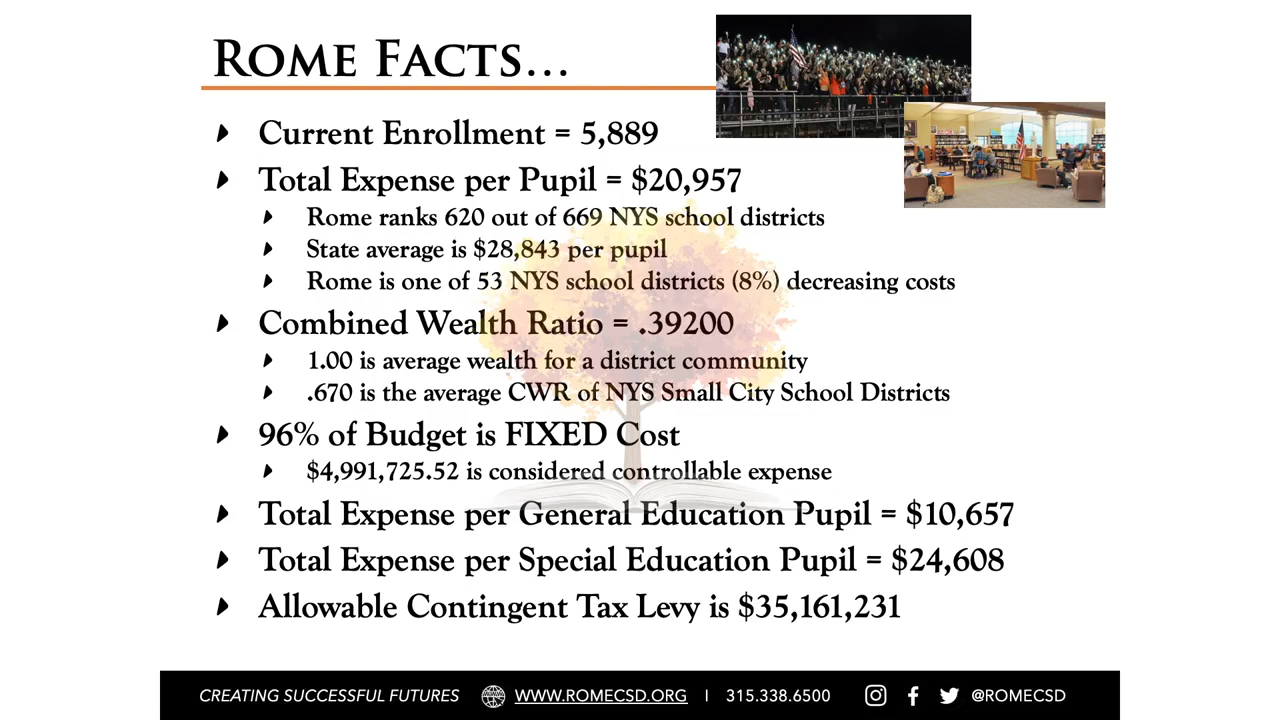 ROME FACTS...
Current Enrollment = 5,889
Total Expense per Pupil = $20,957
Rome ranks 620 out of 669 NYS school districts
State average is $28,843 per pupil
Rome is one of 53 NYS school districts (8%) decreasing costs
Combined Wealth Ratio = .39200
1.00 is average wealth for a district community
.670 is the average CWR of NYS Small City School Districts
96% of Budget is FIXED Cost
$4,991,725.52 is considered controllable expense
Total Expense per General Education Pupil = $10,657
Total Expense per Special Education Pupil = $24,608
Allowable Contingent Tax Levy is $35,161,231
CREATING SUCCESSFUL FUTURES WWW.ROMECSD.ORG | 315.338.6500 @ROMECSD